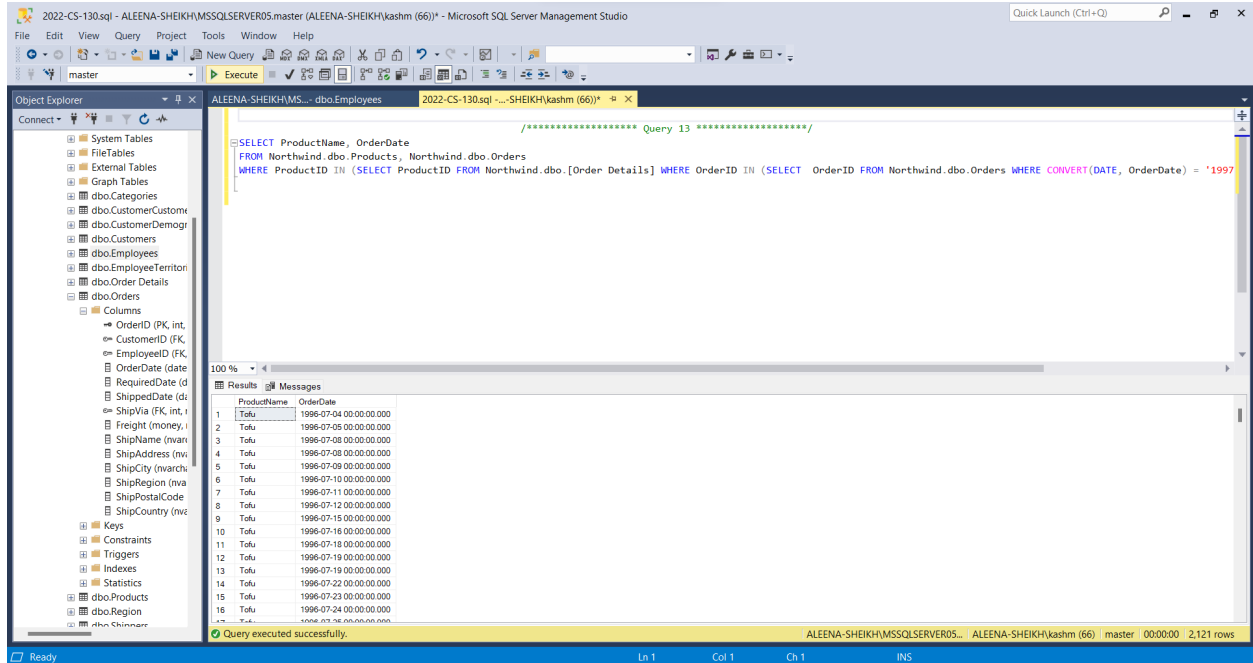 2022-CS-130.sql - ALEENA-SHEIKH\MSSQLSERVER05.master (ALEENA-SHEIKH\kashm (66))* - Microsoft SQL Server Management Studio
Quick Launch (Ctrl+Q)
File Edit View Query Project Tools Window Help
New Query
master
Execute
Object Explorer
ALEENA-SHEIKH\MS...- dbo.Employees
2022-CS-130.sql -...-SHEIKH\kashm (66))*
Connect
System Tables
FileTables
External Tables
Graph Tables
dbo.Categories
dbo.CustomerCustome
dbo.CustomerDemogr
dbo.Customers
dbo.Employees
dbo.EmployeeTerritori
dbo.Order Details
dbo.Orders
Columns
OrderID (PK, int,
CustomerID (FK,
EmployeeID (FK,
OrderDate (date
RequiredDate (d
ShippedDate (da
ShipVia (FK, int, n
Freight (money, 
ShipName (nvarc
ShipAddress (nva
ShipCity (nvarcha
ShipRegion (nva
ShipPostalCode
ShipCountry (nva
Keys
Constraints
Triggers
Indexes
Statistics
dbo.Products
dbo.Region
dbo.Shippers
/******************* Query 13 *******************/
SELECT ProductName, OrderDate
FROM Northwind.dbo.Products, Northwind.dbo.Orders
WHERE ProductID IN (SELECT ProductID FROM Northwind.dbo.[Order Details] WHERE OrderID IN (SELECT  OrderID FROM Northwind.dbo.Orders WHERE CONVERT(DATE, OrderDate) = '1997
100 %
Results Messages
ProductName OrderDate
1 Tofu 1996-07-04 00:00:00.000
2 Tofu 1996-07-05 00:00:00.000
3 Tofu 1996-07-08 00:00:00.000
4 Tofu 1996-07-08 00:00:00.000
5 Tofu 1996-07-09 00:00:00.000
6 Tofu 1996-07-10 00:00:00.000
7 Tofu 1996-07-11 00:00:00.000
8 Tofu 1996-07-12 00:00:00.000
9 Tofu 1996-07-15 00:00:00.000
10 Tofu 1996-07-16 00:00:00.000
11 Tofu 1996-07-18 00:00:00.000
12 Tofu 1996-07-19 00:00:00.000
13 Tofu 1996-07-19 00:00:00.000
14 Tofu 1996-07-22 00:00:00.000
15 Tofu 1996-07-23 00:00:00.000
16 Tofu 1996-07-24 00:00:00.000
17 Tofu 1996-07-25 00:00:00.000
Query executed successfully.
ALEENA-SHEIKH\MSSQLSERVER05... ALEENA-SHEIKH\kashm (66) master 00:00:00 2,121 rows
Ready Ln 1 Col 1 Ch 1 INS